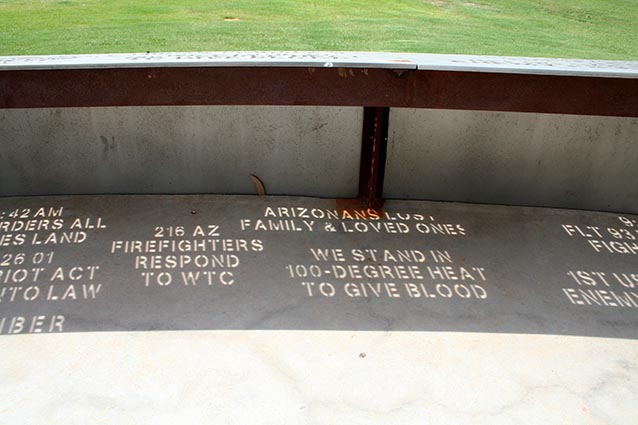 :42 AM
RDERS ALL
ES LAND
26 01
RIOT ACT
NTO LAW
IBER
216 AZ
FIREFIGHTERS
RESPOND
TO WTC
ARIZONANS LOST
FAMILY & LOVED ONES
WE STAND IN
100-DEGREE HEAT
TO GIVE BLOOD
FLT 93
FIGH
1ST US
ENEM